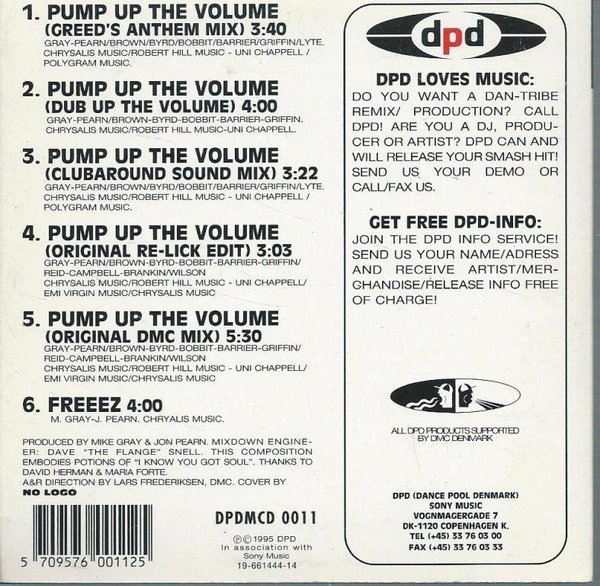 1. PUMP UP THE VOLUME
(GREED'S ANTHEM MIX) 3:40
GRAY-PEARN/BROWN/BYRD/BOBBIT/BARRIER/GRIFFIN/LYTE.
CHRYSALIS MUSIC/ROBERT HILL MUSIC - UNI CHAPPELL /
POLYGRAM MUSIC.
2. PUMP UP THE VOLUME
(DUB UP THE VOLUME) 4:00
GRAY-PEARN/BROWN-BYRD-BOBBIT-BARRIER-GRIFFIN.
CHRYSALIS MUSIC/ROBERT HILL MUSIC-UNI CHAPPELL.
3. PUMP UP THE VOLUME
(CLUBAROUND SOUND MIX) 3:22
GRAY-PEARN/BROWN/BYRD/BOBBIT/BARRIER/GRIFFIN/LYTE.
CHRYSALIS MUSIC/ROBERT HILL MUSIC - UNI CHAPPELL /
POLYGRAM MUSIC.
4. PUMP UP THE VOLUME
(ORIGINAL RE-LICK EDIT) 3:03
GRAY-PEARN/BROWN-BYRD-BOBBIT-BARRIER-GRIFFIN/
REID-CAMPBELL-BRANKIN/WILSON
CHRYSALIS MUSIC/ROBERT HILL MUSIC - UNI CHAPPELL/
EMI VIRGIN MUSIC/CHRYSALIS MUSIC
5. PUMP UP THE VOLUME
(ORIGINAL DMC MIX) 5:30
GRAY-PEARN/BROWN-BYRD-BOBBIT-BARRIER-GRIFFIN/
REID-CAMPBELL-BRANKIN/WILSON
CHRYSALIS MUSIC/ROBERT HILL MUSIC - UNI CHAPPELL/
EMI VIRGIN MUSIC/CHRYSALIS MUSIC
6. FREEEZ 4:00
M. GRAY-J. PEARN. CHRYALIS MUSIC.
PRODUCED BY MIKE GRAY & JON PEARN. MIXDOWN ENGINE-
ER: DAVE "THE FLANGE" SNELL. THIS COMPOSITION
EMBODIES POTIONS OF "I KNOW YOU GOT SOUL". THANKS TO
DAVID HERMAN & MARIA FORTE.
A&R DIRECTION BY LARS FREDERIKSEN, DMC. COVER BY
NO LOGO
5 709576 001125
DPDMCD 0011
Ⓟ©1995 DPD
In association with
Sony Music
19-661444-14
dpd
DPD LOVES MUSIC:
DO YOU WANT A DAN-TRIBE
REMIX/ PRODUCTION? CALL
DPD! ARE YOU A DJ, PRODU-
CER OR ARTIST? DPD CAN AND
WILL RELEASE YOUR SMASH HIT!
SEND US YOUR DEMO OR
CALL/FAX US.
GET FREE DPD-INFO:
JOIN THE DPD INFO SERVICE!
SEND US YOUR NAME/ADRESS
AND RECEIVE ARTIST/MER-
CHANDISE/RELEASE INFO FREE
OF CHARGE!
ALL DPD PRODUCTS SUPPORTED
BY DMC DENMARK
DPD (DANCE POOL DENMARK)
SONY MUSIC
VOGNMAGERGADE 7
DK-1120 COPENHAGEN K.
TEL (+45) 33 76 03 00
FAX (+45) 33 76 03 33